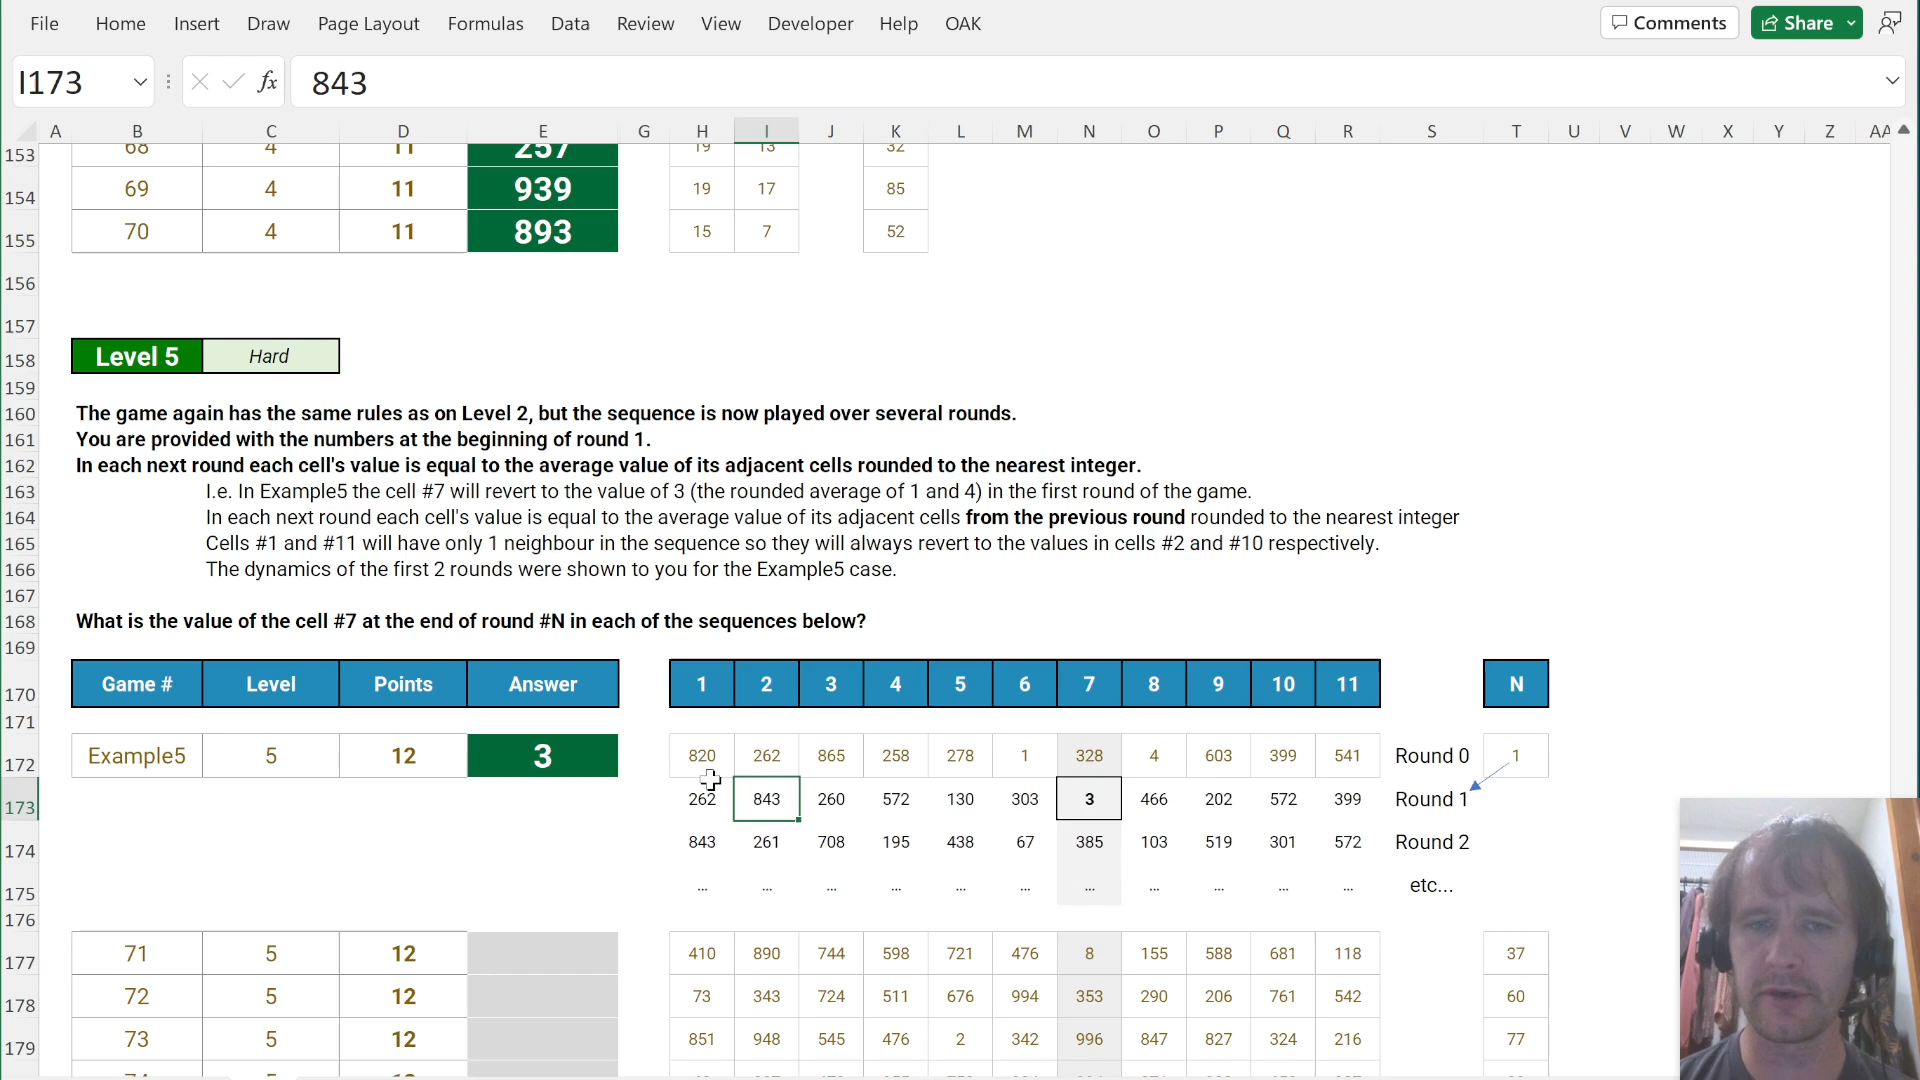 File Home Insert Draw Page Layout Formulas Data Review View Developer Help OAK Comments Share
I173 fx 843
A B C D E G H I J K L M N O P Q R S T U V W X Y Z AA
153 68 4 11 257 19 13 32
154 69 4 11 939 19 17 85
155 70 4 11 893 15 7 52
156
157
158 Level 5 Hard
159
160 The game again has the same rules as on Level 2, but the sequence is now played over several rounds.
161 You are provided with the numbers at the beginning of round 1.
162 In each next round each cell's value is equal to the average value of its adjacent cells rounded to the nearest integer.
163 I.e. In Example5 the cell #7 will revert to the value of 3 (the rounded average of 1 and 4) in the first round of the game.
164 In each next round each cell's value is equal to the average value of its adjacent cells from the previous round rounded to the nearest integer
165 Cells #1 and #11 will have only 1 neighbour in the sequence so they will always revert to the values in cells #2 and #10 respectively.
166 The dynamics of the first 2 rounds were shown to you for the Example5 case.
167
168 What is the value of the cell #7 at the end of round #N in each of the sequences below?
169
170 Game # Level Points Answer 1 2 3 4 5 6 7 8 9 10 11 N
171
172 Example5 5 12 3 820 262 865 258 278 1 328 4 603 399 541 Round 0 1
173 262 843 260 572 130 303 3 466 202 572 399 Round 1
174 843 261 708 195 438 67 385 103 519 301 572 Round 2
175 ... ... ... ... ... ... ... ... ... ... ... etc...
176
177 71 5 12 410 890 744 598 721 476 8 155 588 681 118 37
178 72 5 12 73 343 724 511 676 994 353 290 206 761 542 60
179 73 5 12 851 948 545 476 2 342 996 847 827 324 216 77